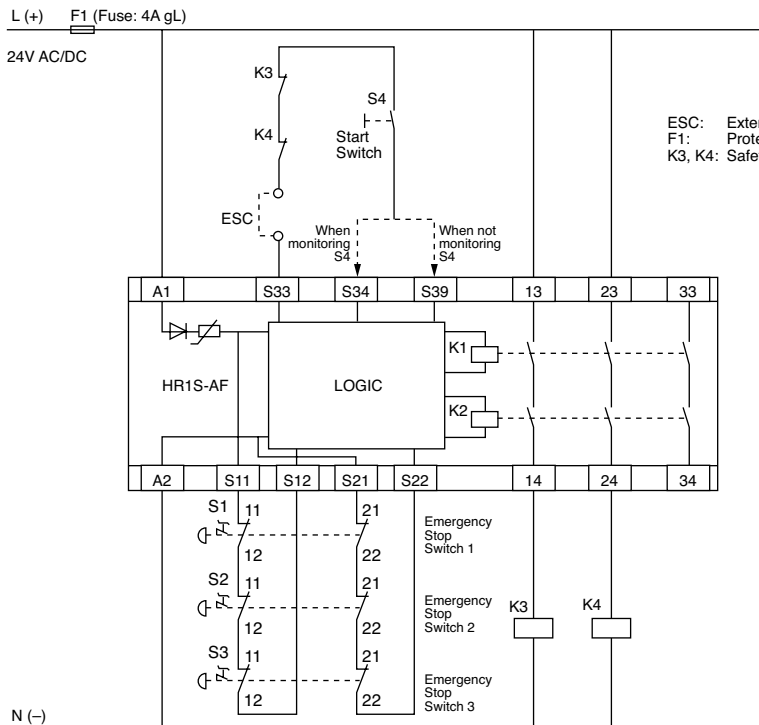 L (+) F1 (Fuse: 4A gL)
24V AC/DC
K3
S4
K4
Start
Switch
ESC:
F1:
K3, K4:
ESC
When
monitoring
S4
When not
monitoring
S4
A1 S33 S34 S39 13 23 33
K1
HR1S-AF
LOGIC
K2
A2 S11 S12 S21 S22 14 24 34
S1 11 21
12 22
Emergency
Stop
Switch 1
S2 11 21
12 22
Emergency
Stop
Switch 2
K3 K4
S3 11 21
12 22
Emergency
Stop
Switch 3
N (–)